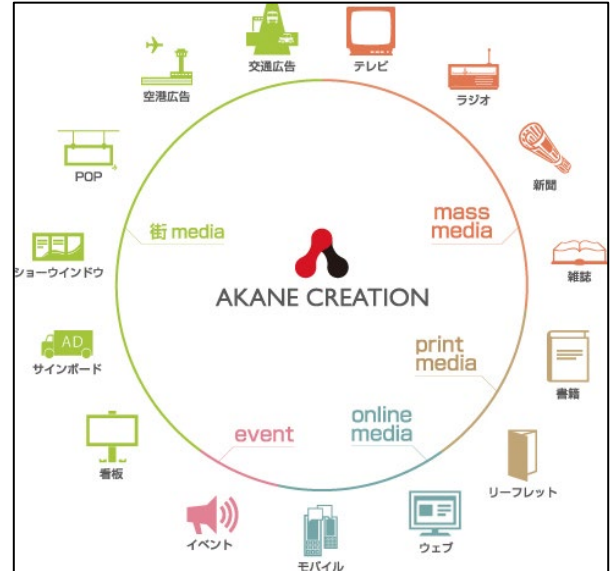 交通広告
テレビ
空港広告
ラジオ
POP
新聞
街 media
mass
media
ショーウインドウ
雑誌
AKANE CREATION
AD
サインボード
print
media
書籍
event
online
media
看板
リーフレット
イベント
ウェブ
モバイル